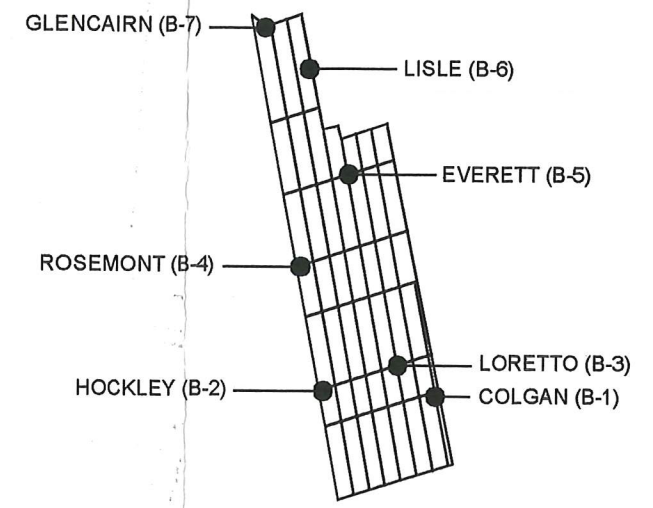 GLENCAIRN (B-7)
LISLE (B-6)
EVERETT (B-5)
ROSEMONT (B-4)
LORETTO (B-3)
HOCKLEY (B-2)
COLGAN (B-1)